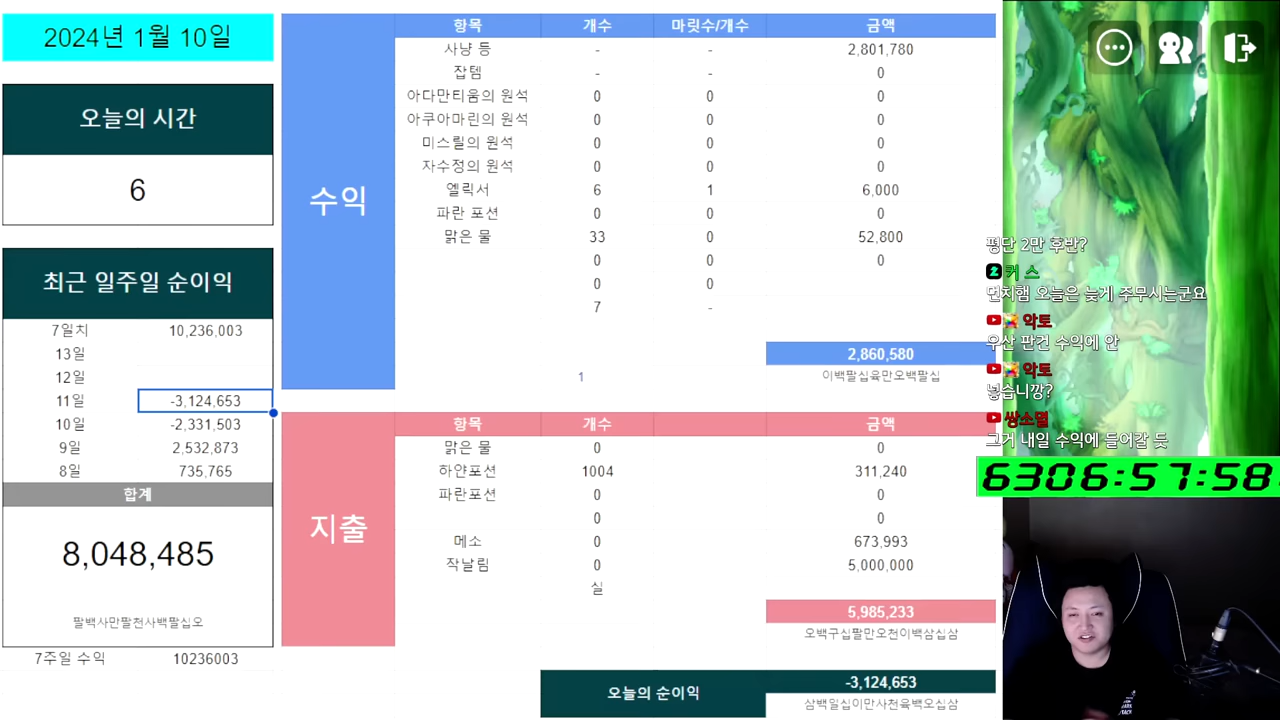 2024년 1월 10일
오늘의 시간
6
최근 일주일 순이익
7일치 10,236,003
13일
12일
11일 -3,124,653
10일 -2,331,503
9일 2,532,873
8일 735,765
합계
8,048,485
팔백사만팔천사백팔십오
7주일 수익 10236003
수익
항목 개수 마릿수/개수 금액
사냥 등 - - 2,801,780
잡템 - - 0
아다만티움의 원석 0 0 0
아쿠아마린의 원석 0 0 0
미스릴의 원석 0 0 0
자수정의 원석 0 0 0
엘릭서 6 1 6,000
파란 포션 0 0 0
맑은 물 33 0 52,800
0 0 0
0 0
7 -
2,860,580
1 이백팔십육만오백팔십
지출
항목 개수 금액
맑은 물 0 0
하얀포션 1004 311,240
파란포션 0 0
0 0
메소 0 673,993
작날림 0 5,000,000
실
5,985,233
오백구십팔만오천이백삼십삼
오늘의 순이익 -3,124,653
삼백일십이만사천육백오십삼
평단 2만 후반?
커 스
먼치햄 오늘은 늦게 주무시는군요
악토
우산 판건 수익에 안
악토
넣습니깡?
쌍소멸
그거 내일 수익에 들어갈 듯
6306:57:58